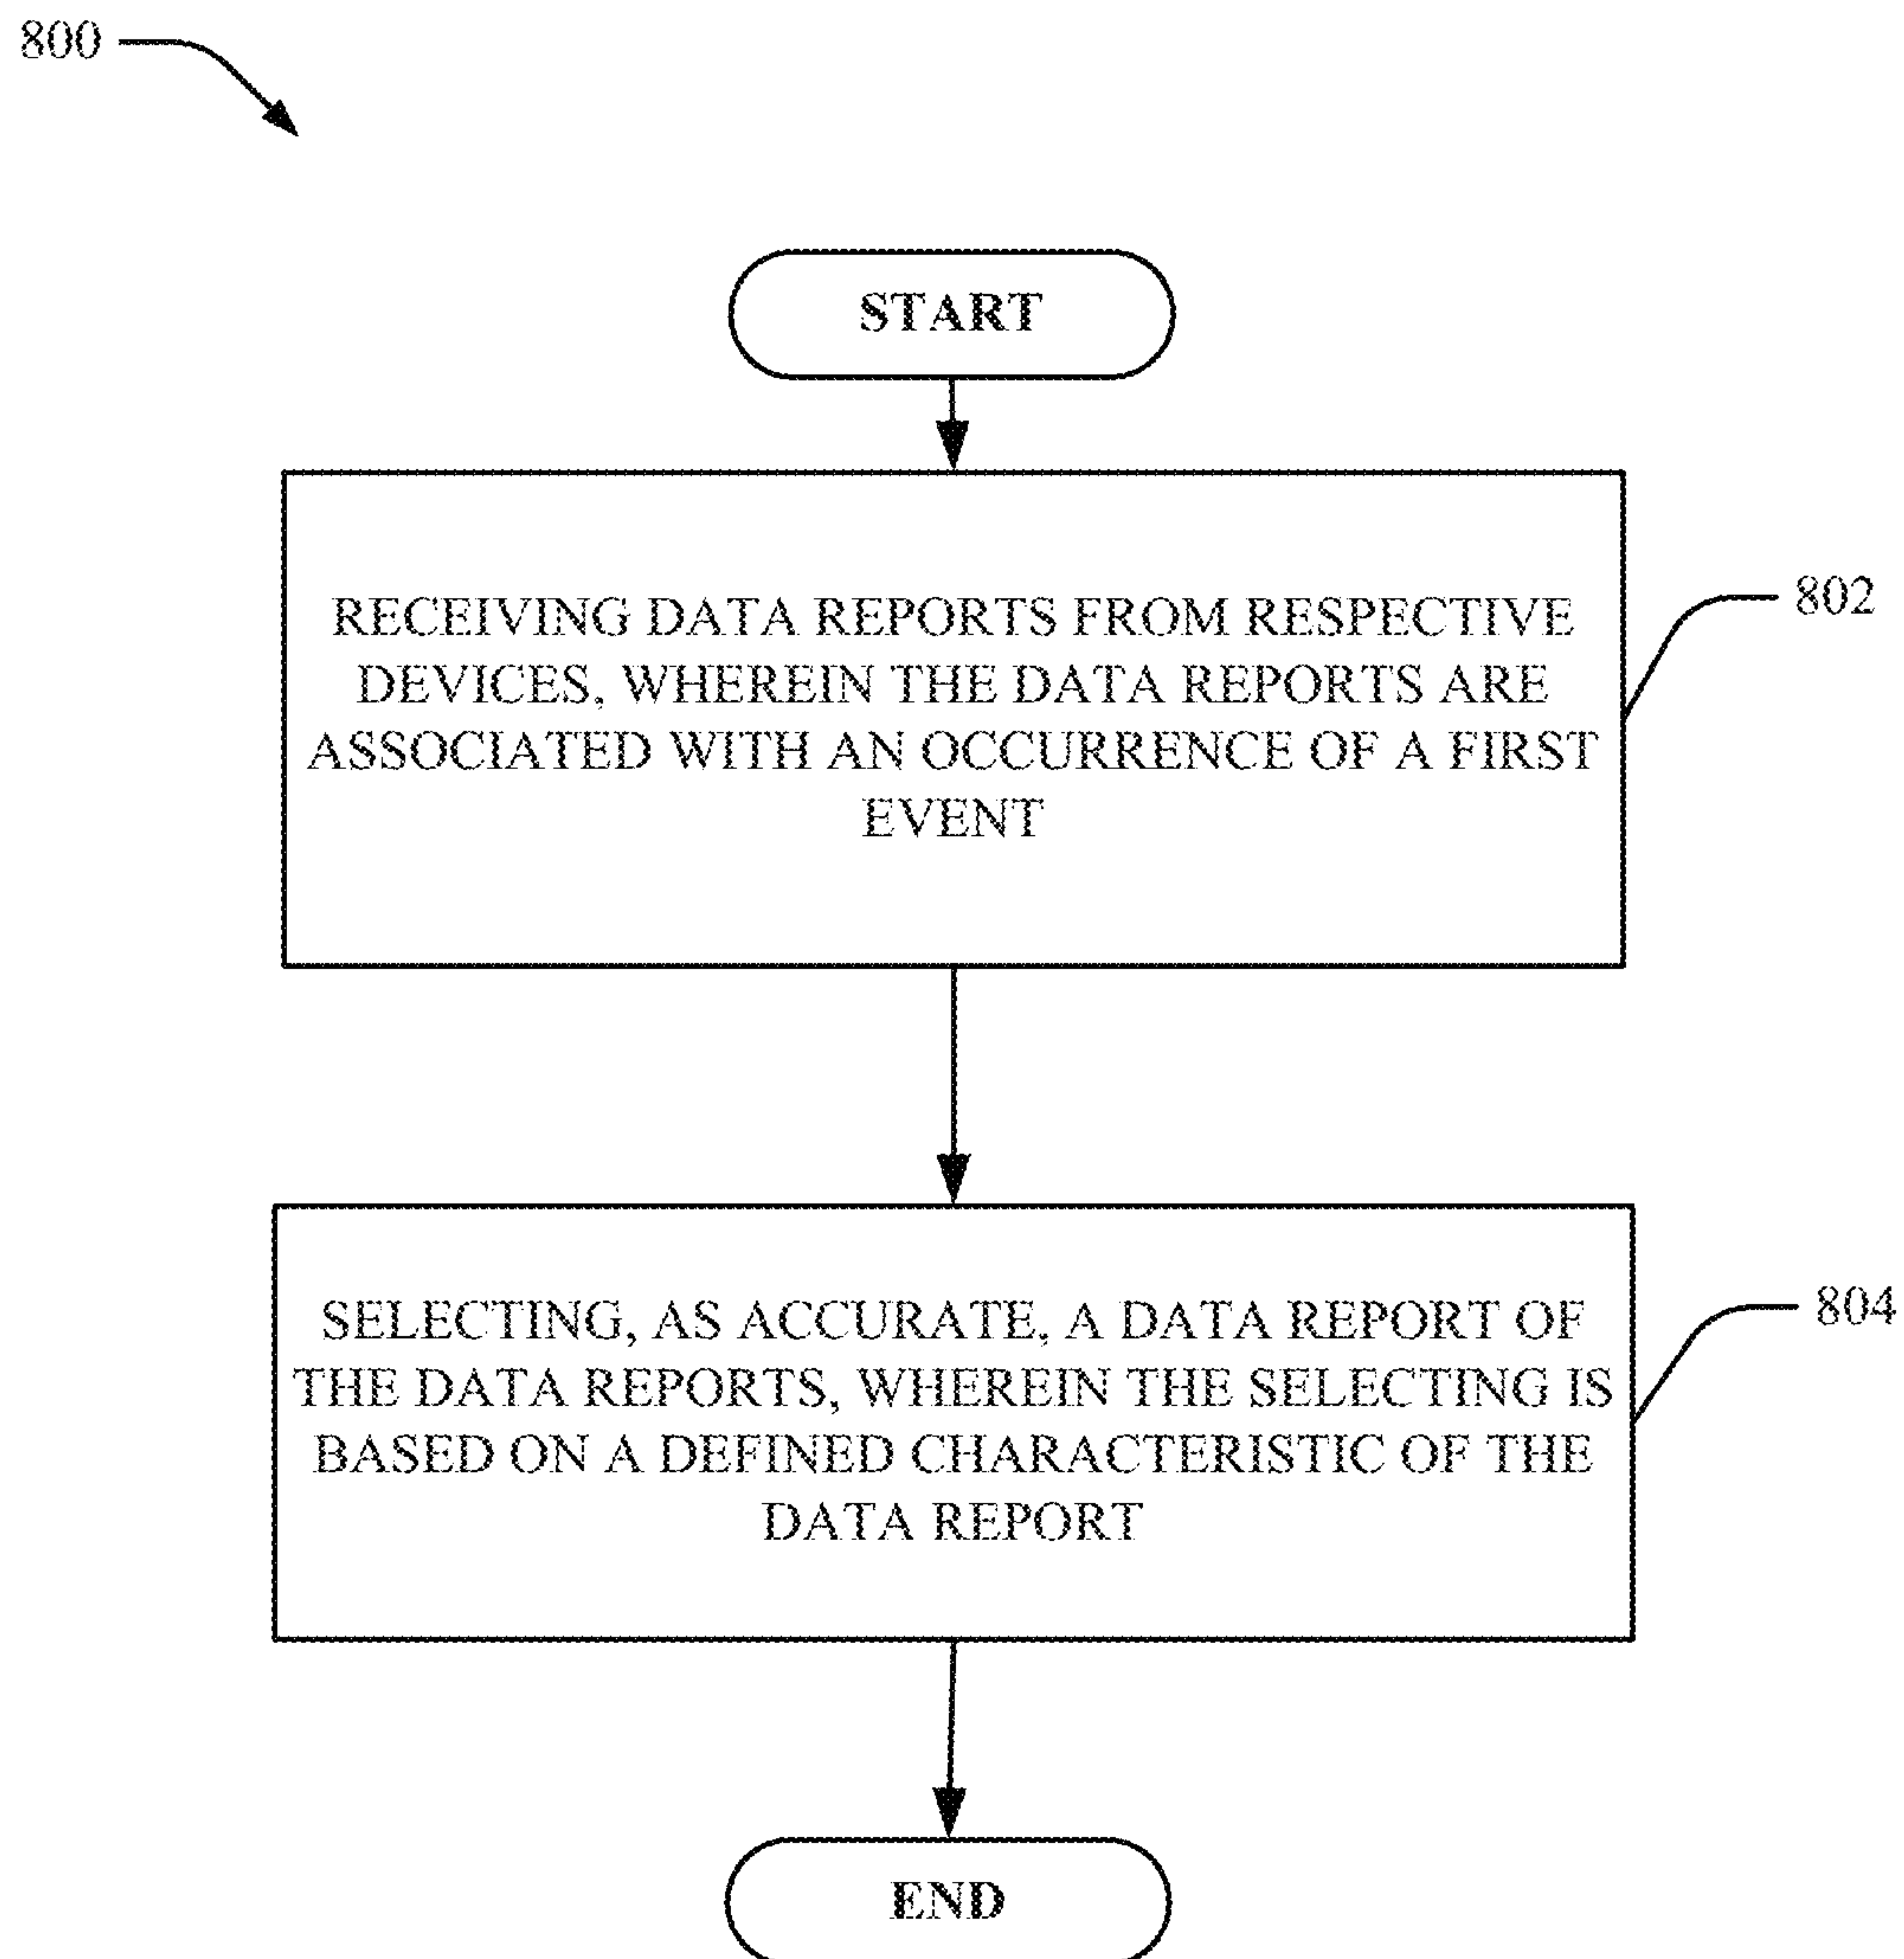 800
START
RECEIVING DATA REPORTS FROM RESPECTIVE
DEVICES, WHEREIN THE DATA REPORTS ARE
ASSOCIATED WITH AN OCCURRENCE OF A FIRST
EVENT
802
SELECTING, AS ACCURATE, A DATA REPORT OF
THE DATA REPORTS, WHEREIN THE SELECTING IS
BASED ON A DEFINED CHARACTERISTIC OF THE
DATA REPORT
804
END